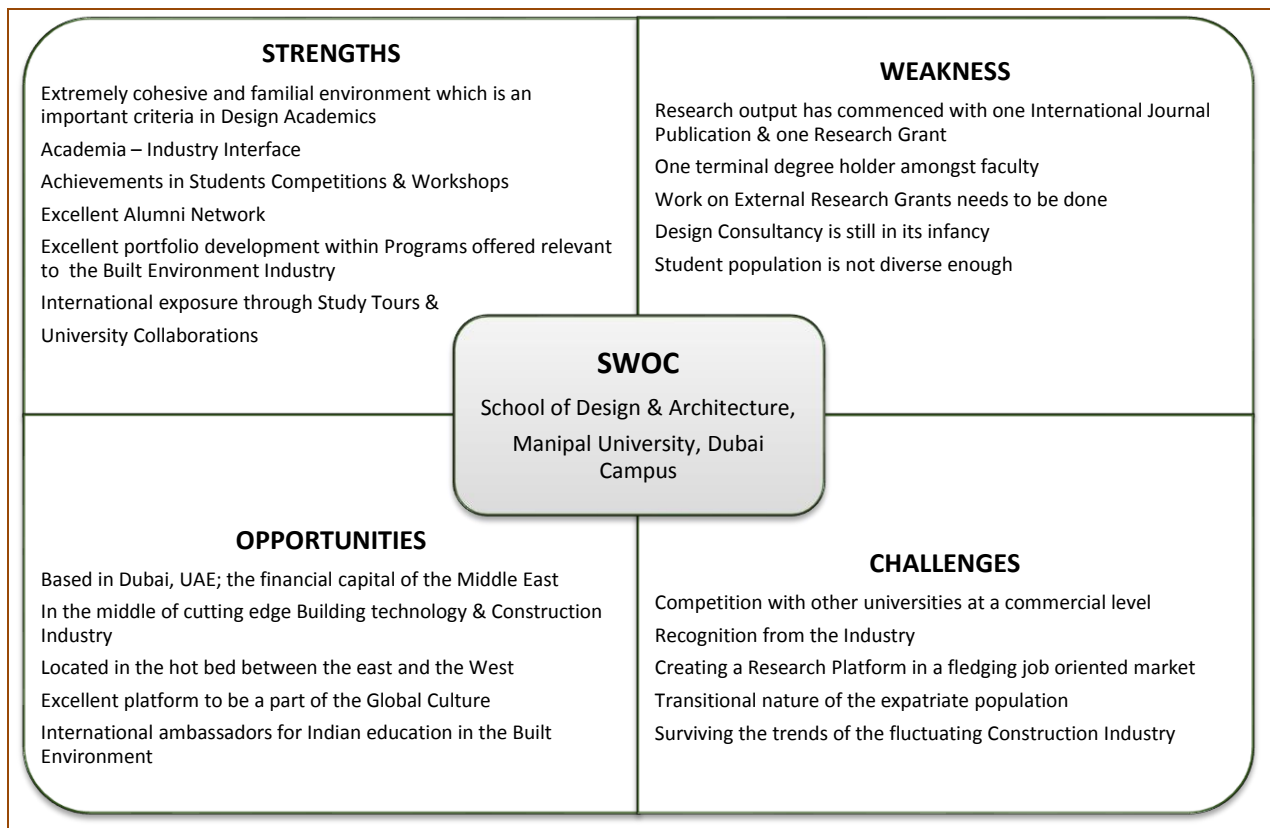 STRENGTHS
Extremely cohesive and familial environment which is an
important criteria in Design Academics
Academia – Industry Interface
Achievements in Students Competitions & Workshops
Excellent Alumni Network
Excellent portfolio development within Programs offered relevant
to the Built Environment Industry
International exposure through Study Tours &
University Collaborations
WEAKNESS
Research output has commenced with one International Journal
Publication & one Research Grant
One terminal degree holder amongst faculty
Work on External Research Grants needs to be done
Design Consultancy is still in its infancy
Student population is not diverse enough
SWOC
School of Design & Architecture,
Manipal University, Dubai
Campus
OPPORTUNITIES
Based in Dubai, UAE; the financial capital of the Middle East
In the middle of cutting edge Building technology & Construction
Industry
Located in the hot bed between the east and the West
Excellent platform to be a part of the Global Culture
International ambassadors for Indian education in the Built
Environment
CHALLENGES
Competition with other universities at a commercial level
Recognition from the Industry
Creating a Research Platform in a fledging job oriented market
Transitional nature of the expatriate population
Surviving the trends of the fluctuating Construction Industry